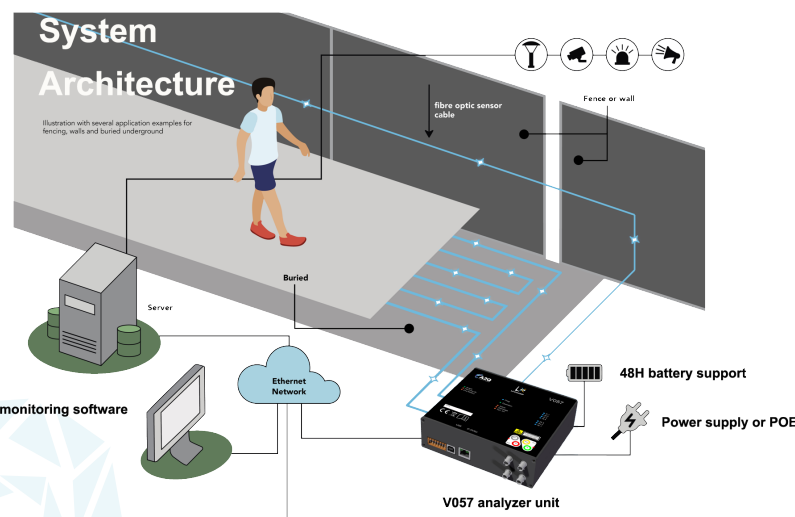 System
Architecture
Illustration with several application examples for
fencing, walls and buried underground
fibre optic sensor
cable
Fence or wall
Buried
Server
Ethernet
Network
monitoring software
V057
48H battery support
Power supply or POE
V057 analyzer unit